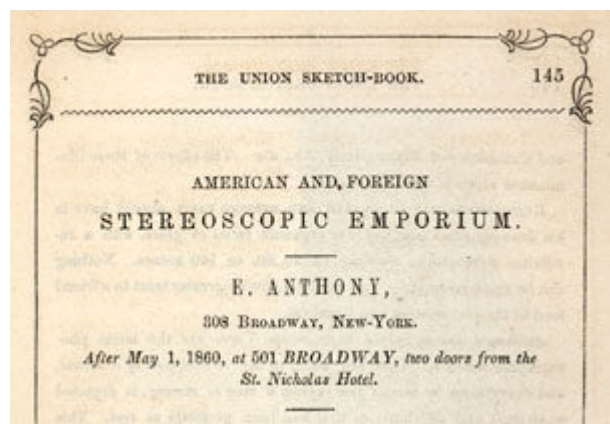 THE UNION SKETCH-BOOK. 145
AMERICAN AND, FOREIGN
STEREOSCOPIC EMPORIUM.
E. ANTHONY,
308 BROADWAY, NEW-YORK.
After May 1, 1860, at 501 BROADWAY, two doors from the
St. Nicholas Hotel.